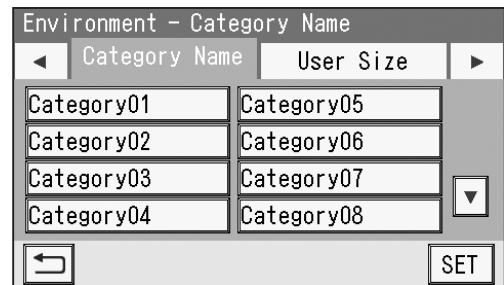 Environment - Category Name
Category Name User Size
Category01 Category05
Category02 Category06
Category03 Category07
Category04 Category08
SET